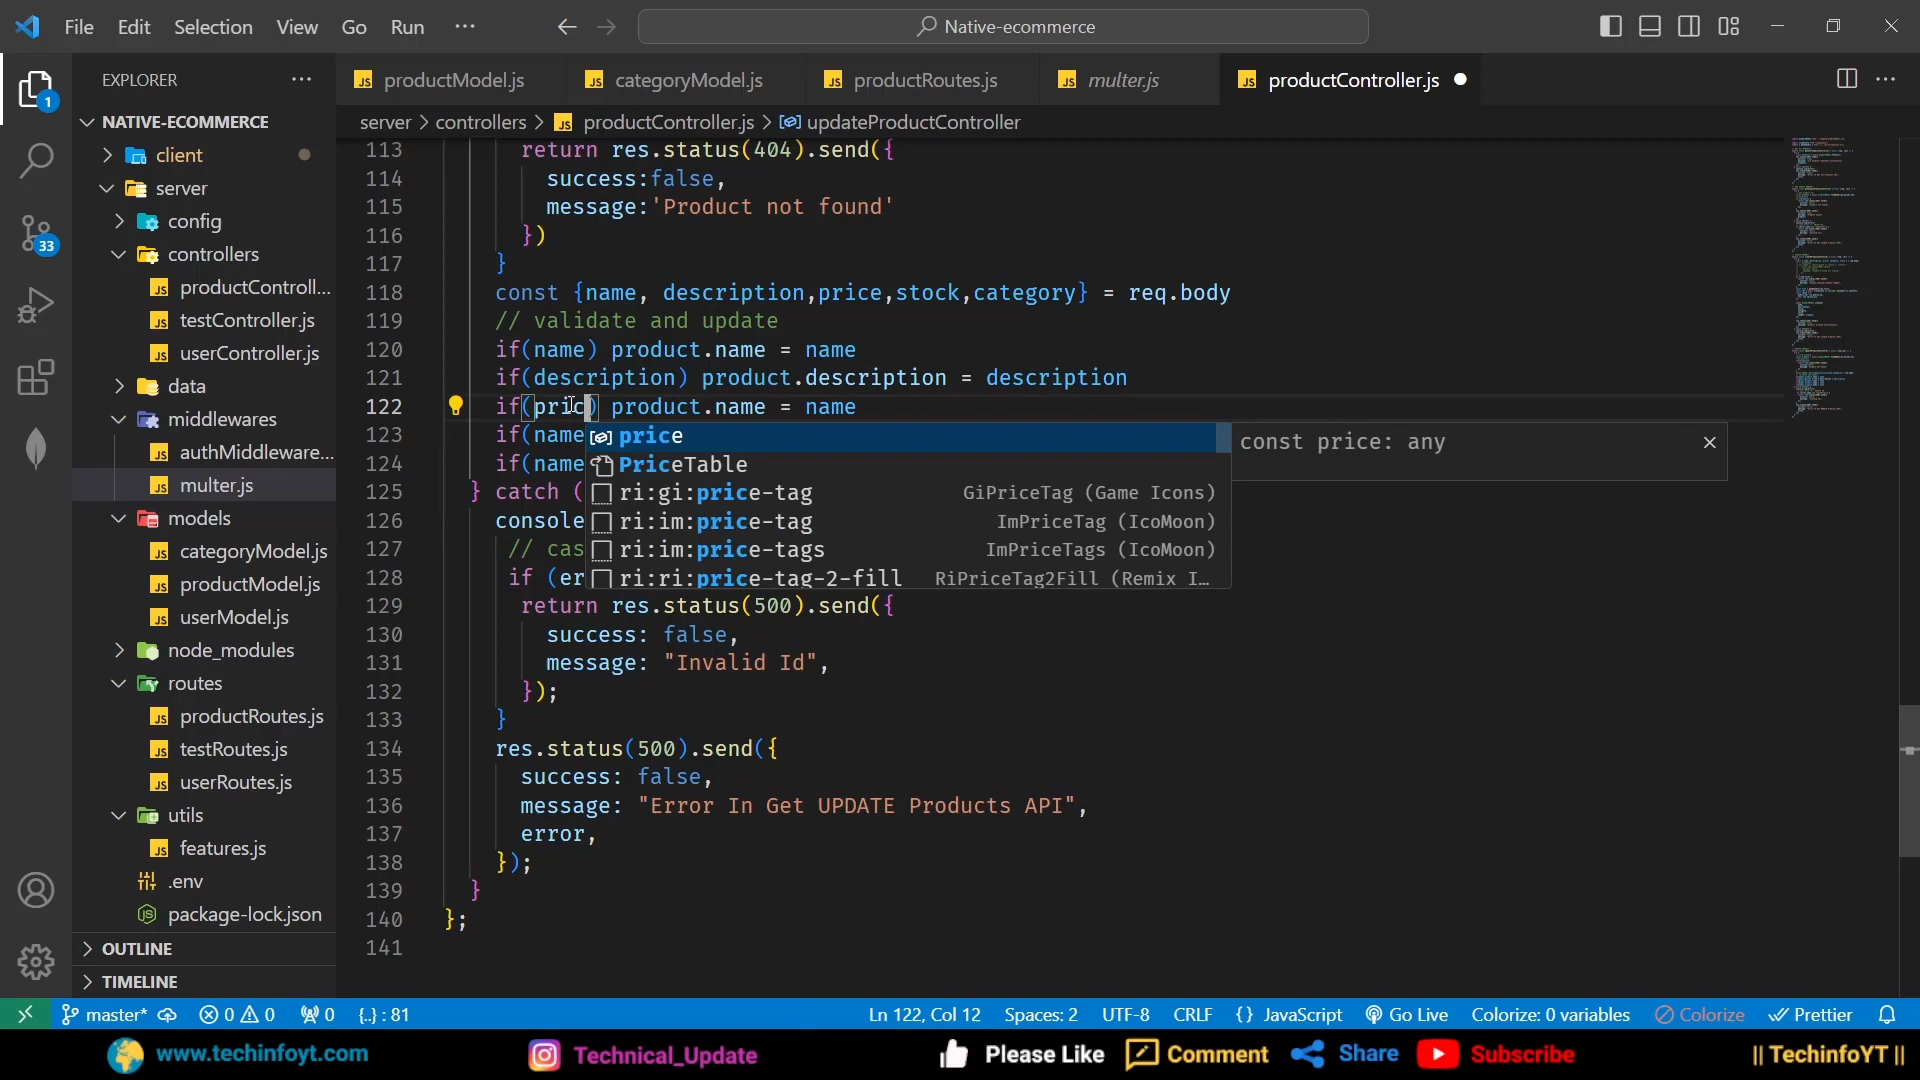 File Edit Selection View Go Run ··· Native-ecommerce
EXPLORER ···
productModel.js categoryModel.js productRoutes.js multer.js productController.js
server > controllers > productController.js > updateProductController
NATIVE-ECOMMERCE
client
server
config
controllers
productControll...
testController.js
userController.js
data
middlewares
authMiddleware...
multer.js
models
categoryModel.js
productModel.js
userModel.js
node_modules
routes
productRoutes.js
testRoutes.js
userRoutes.js
utils
features.js
.env
package-lock.json
OUTLINE
TIMELINE
1
33
113 return res.status(404).send({
114 success:false,
115 message:'Product not found'
116 })
117 }
118 const {name, description,price,stock,category} = req.body
119 // validate and update
120 if(name) product.name = name
121 if(description) product.description = description
122 if(pric) product.name = name
123 if(name
124 if(name
125 } catch (
126 console
127 // cas
128 if (er
129 return res.status(500).send({
130 success: false,
131 message: "Invalid Id",
132 });
133 }
134 res.status(500).send({
135 success: false,
136 message: "Error In Get UPDATE Products API",
137 error,
138 });
139 }
140 };
141
price
PriceTable
ri:gi:price-tag GiPriceTag (Game Icons)
ri:im:price-tag ImPriceTag (IcoMoon)
ri:im:price-tags ImPriceTags (IcoMoon)
ri:ri:price-tag-2-fill RiPriceTag2Fill (Remix I...
const price: any
master* 0 0 0 {..} : 81 Ln 122, Col 12 Spaces: 2 UTF-8 CRLF {} JavaScript Go Live Colorize: 0 variables Colorize Prettier
www.techinfoyt.com Technical_Update Please Like Comment Share Subscribe || TechinfoYT ||